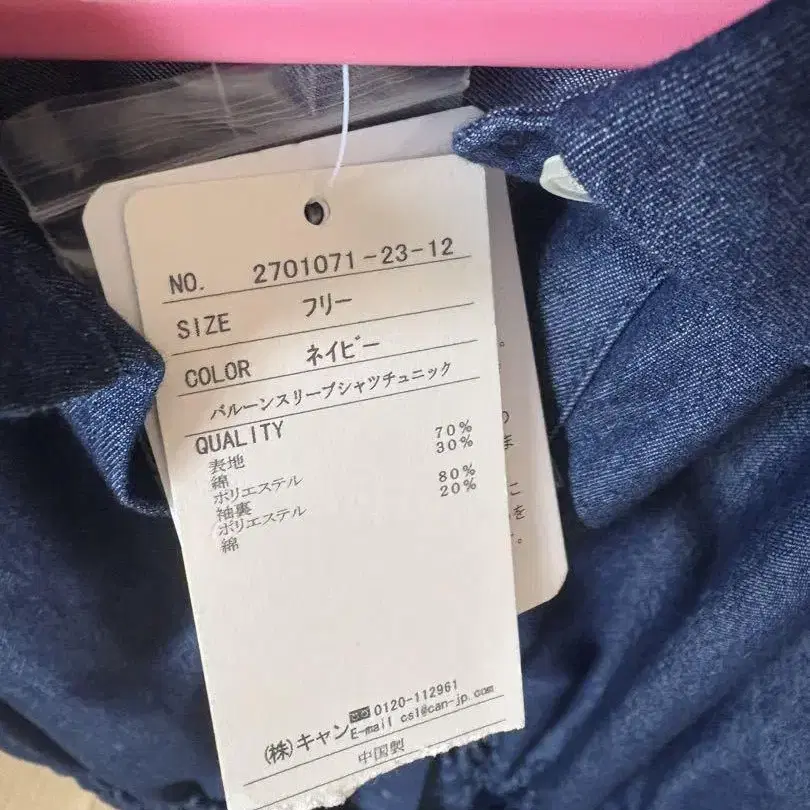 NO. 2701071-23-12
SIZE フリー
COLOR ネイビー
バルーンスリーブシャツチュニック
QUALITY
表地
綿 70%
ポリエステル 30%
袖裏
ポリエステル 80%
綿 20%
(株)キャン 0120-112961
E-mail csl@can-jp.com
中国製